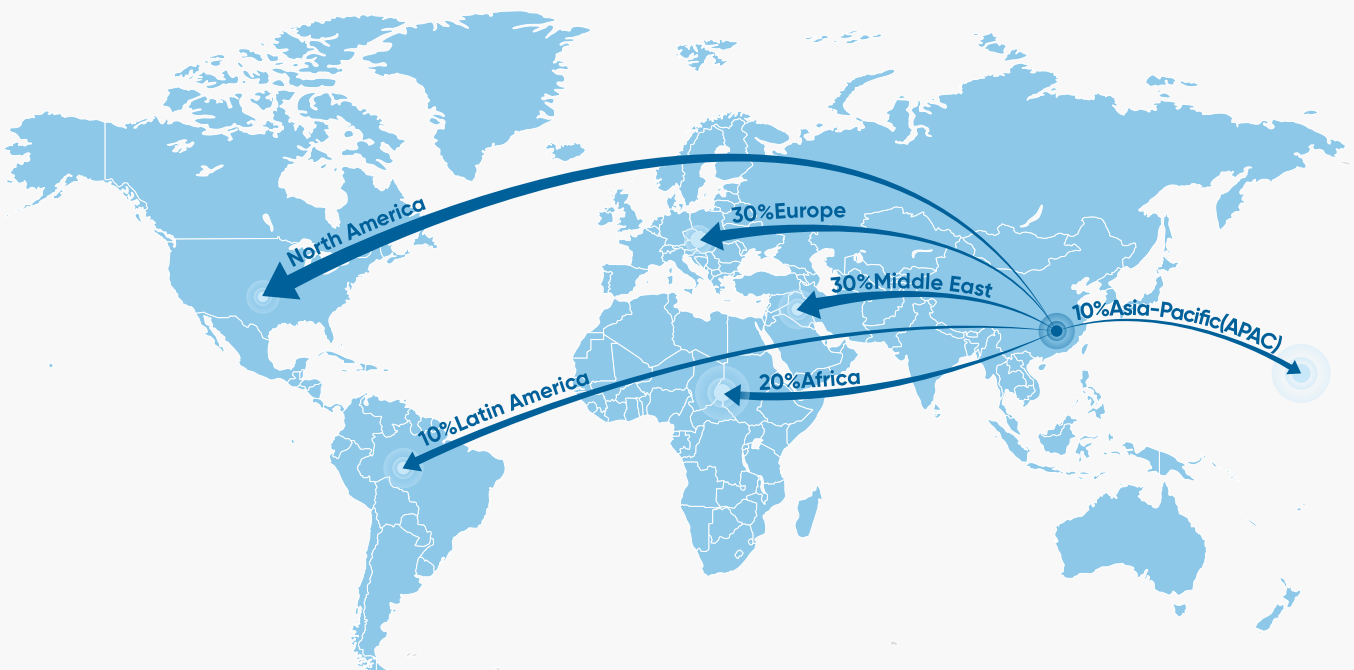 North America
30%Europe
30%Middle East
10%Asia-Pacific(APAC)
20%Africa
10%Latin America